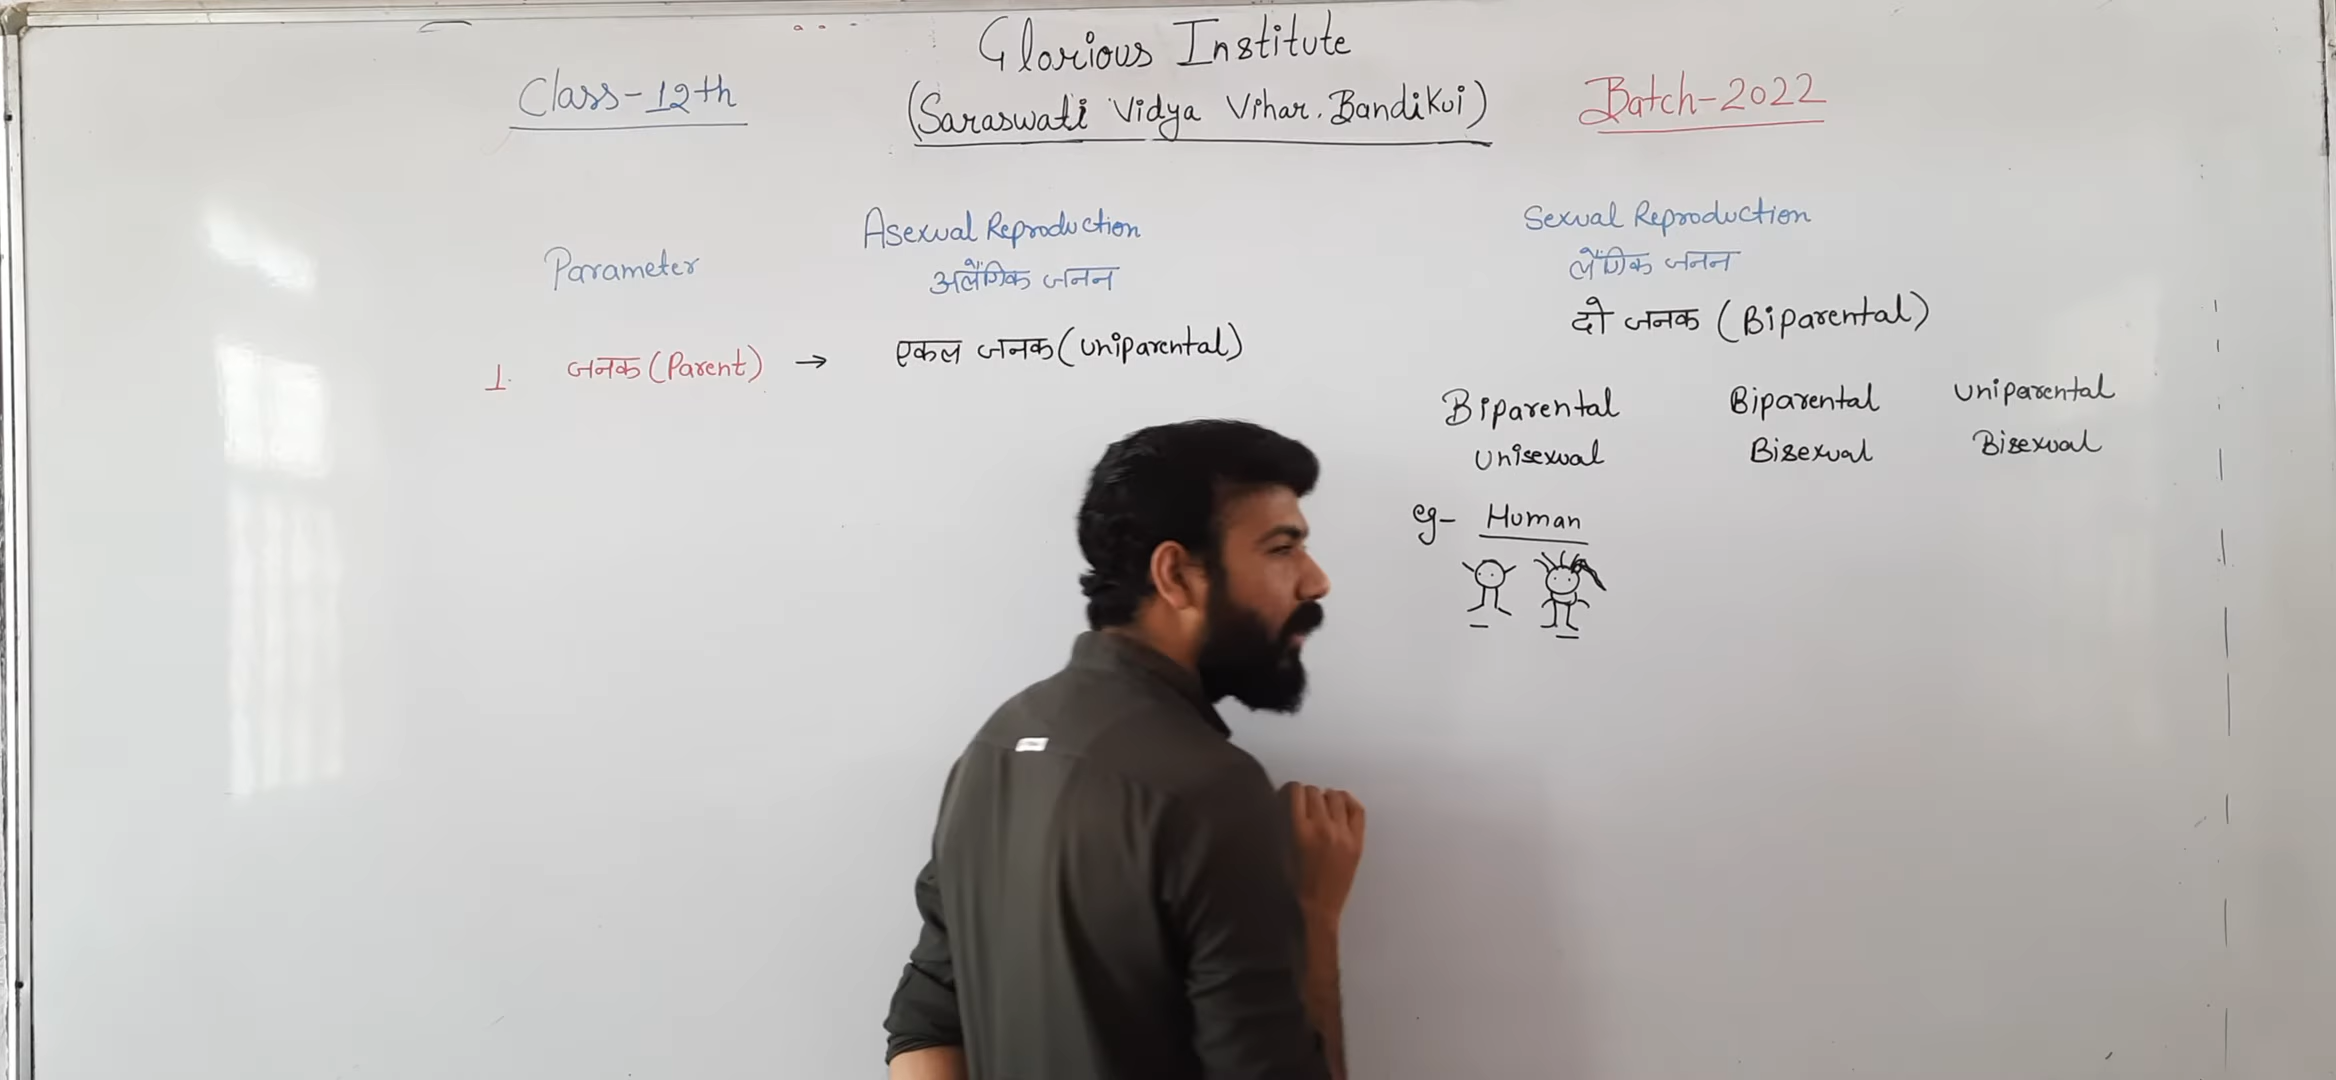 Glorious Institute
Class-12th
(Saraswati Vidya Vihar. Bandikui)
Batch-2022
Parameter
Asexual Reproduction
अलैंगिक जनन
Sexual Reproduction
लैंगिक जनन
1. जनक (Parent) →
एकल जनक (Uniparental)
दो जनक (Biparental)
Biparental
Unisexual
Biparental
Bisexual
Uniparental
Bisexual
eg- Human